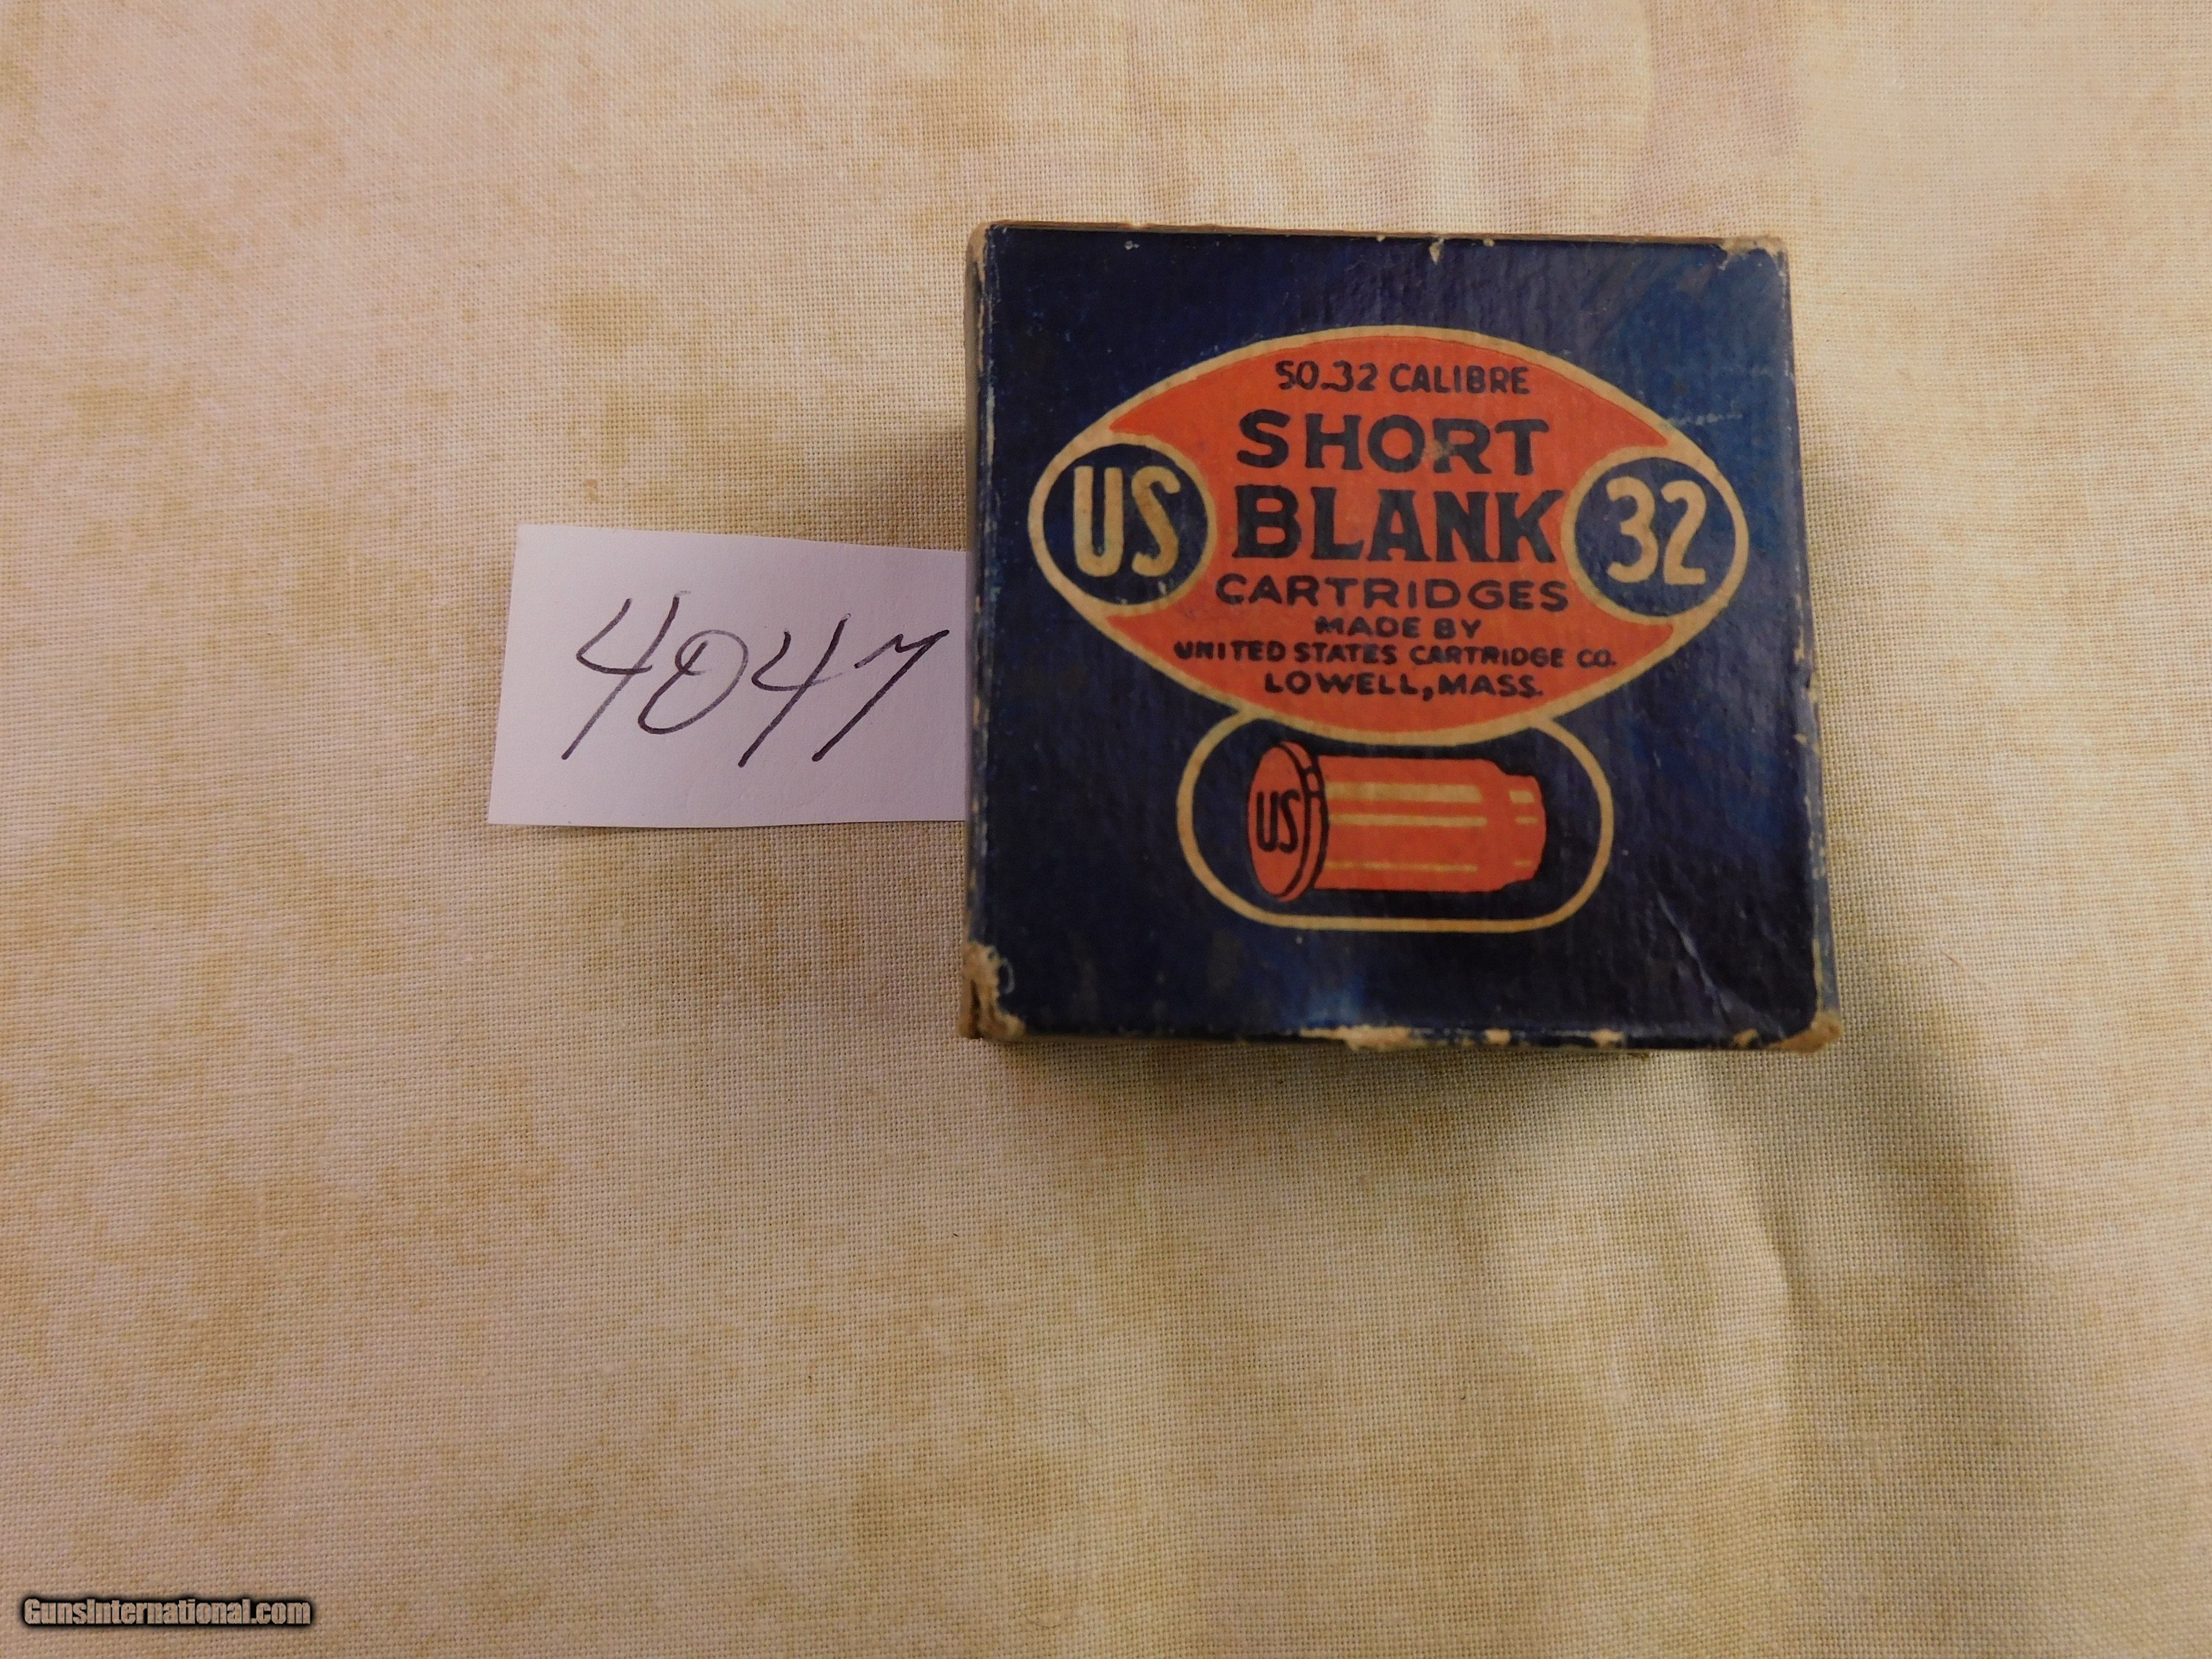 50.32 CALIBRE
SHORT
BLANK
US
32
CARTRIDGES
MADE BY
UNITED STATES CARTRIDGE CO.
LOWELL, MASS.
US
4047
GunsInternational.com